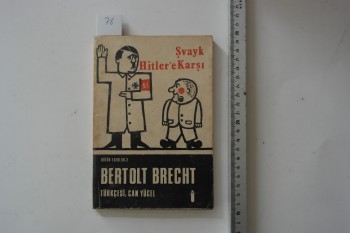 78
Şvayk
Hitler'e Karşı
BERTOLT BRECHT
TÜRKÇESİ, CAN YÜCEL